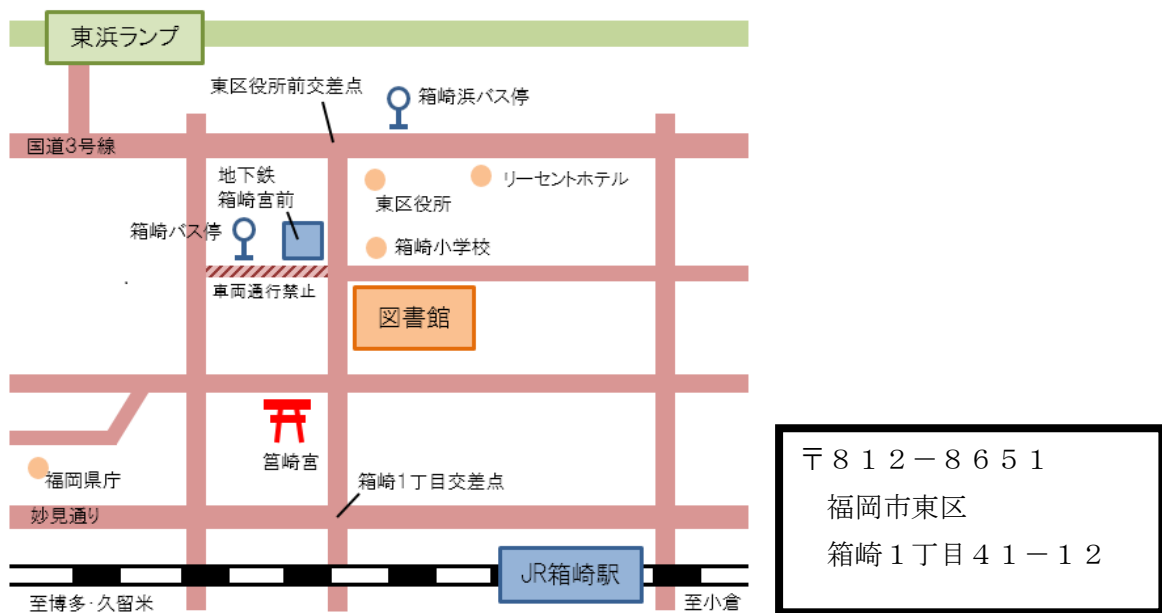 東浜ランプ
東区役所前交差点
箱崎浜バス停
国道3号線
地下鉄
箱崎宮前
リーセントホテル
東区役所
箱崎バス停
箱崎小学校
車両通行禁止
図書館
筥崎宮
福岡県庁
箱崎1丁目交差点
妙見通り
JR箱崎駅
至博多・久留米
至小倉
〒812-8651
福岡市東区
箱崎1丁目41-12